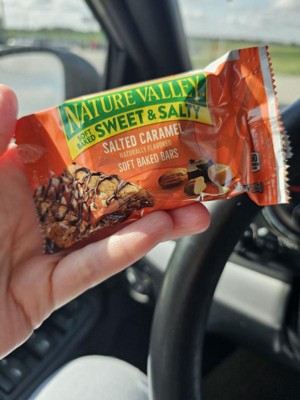 NATURE VALLEY
SOFT BAKED SWEET & SALTY
SALTED CARAMEL
NATURALLY FLAVORED
SOFT BAKED BARS